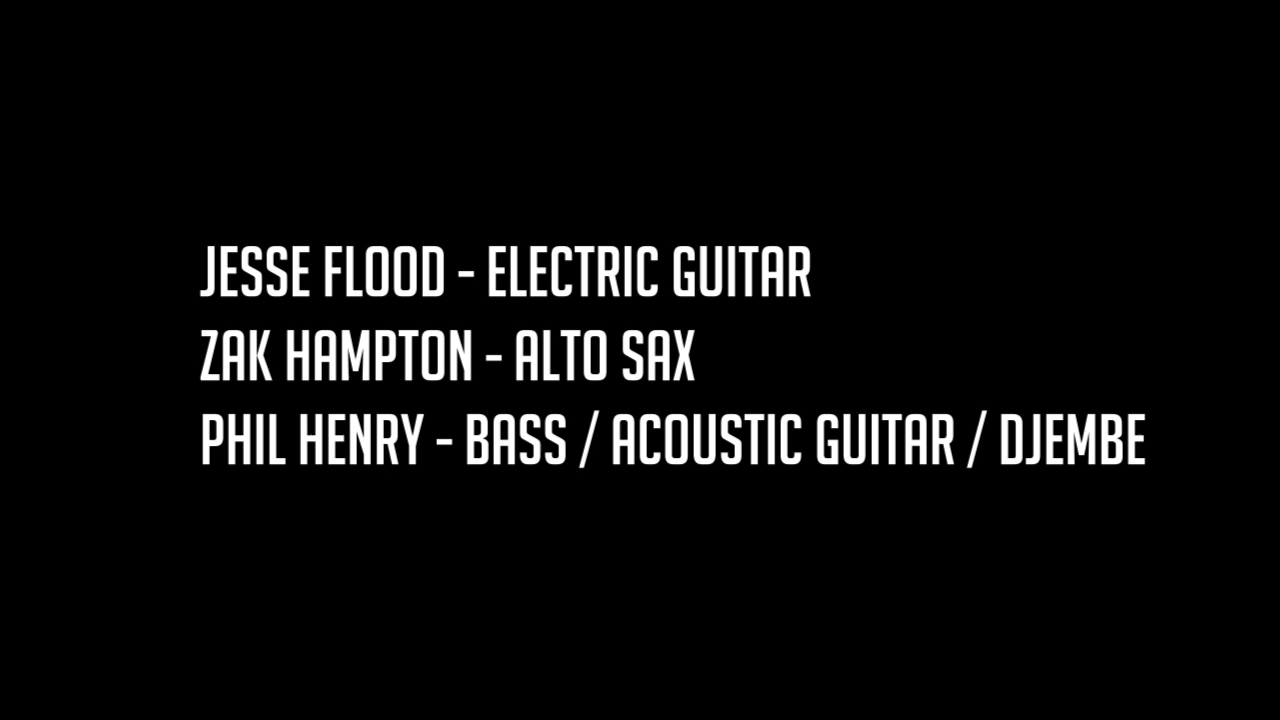 JESSE FLOOD - ELECTRIC GUITAR
ZAK HAMPTON - ALTO SAX
PHIL HENRY - BASS / ACOUSTIC GUITAR / DJEMBE